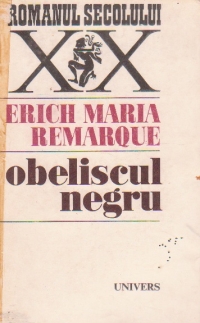 ROMANUL SECOLULUI
XX
ERICH MARIA
REMARQUE
obeliscul
negru
UNIVERS